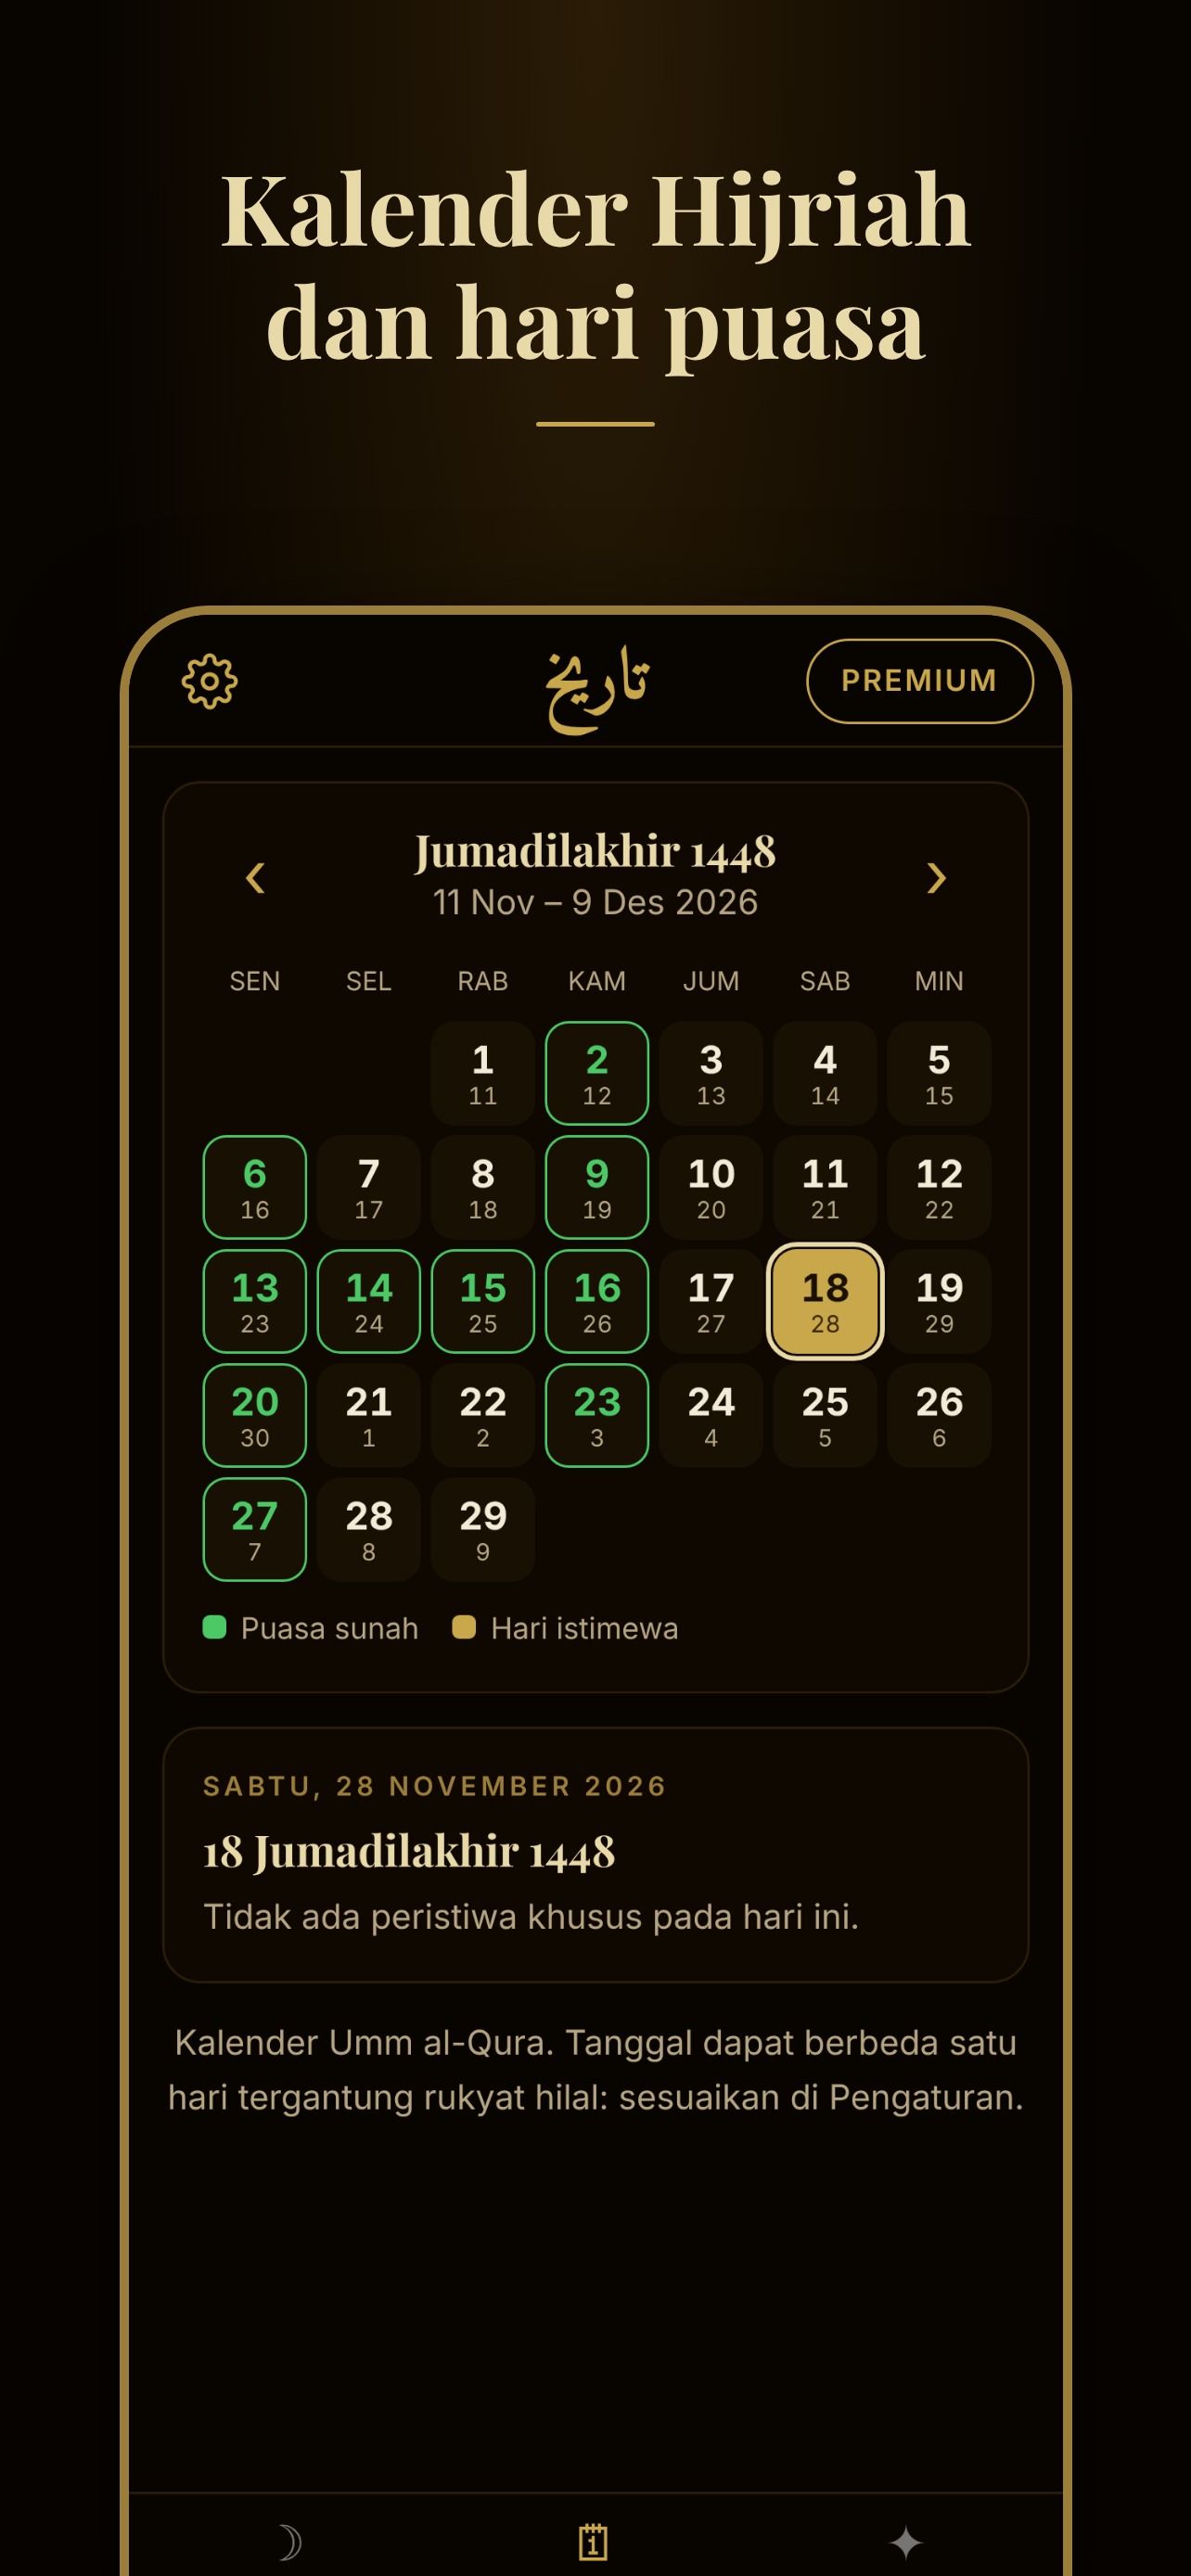 Kalender Hijriah
dan hari puasa
تاريخ
PREMIUM
‹ Jumadilakhir 1448 ›
11 Nov – 9 Des 2026
SEN SEL RAB KAM JUM SAB MIN
1 2 3 4 5
11 12 13 14 15
6 7 8 9 10 11 12
16 17 18 19 20 21 22
13 14 15 16 17 18 19
23 24 25 26 27 28 29
20 21 22 23 24 25 26
30 1 2 3 4 5 6
27 28 29
7 8 9
Puasa sunah Hari istimewa
SABTU, 28 NOVEMBER 2026
18 Jumadilakhir 1448
Tidak ada peristiwa khusus pada hari ini.
Kalender Umm al-Qura. Tanggal dapat berbeda satu
hari tergantung rukyat hilal: sesuaikan di Pengaturan.
1